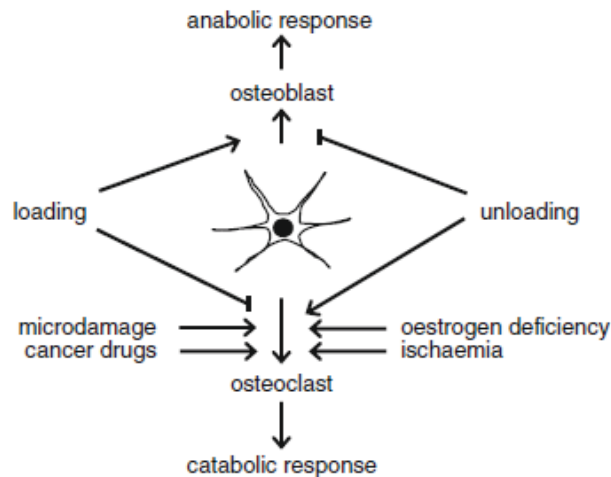 anabolic response
osteoblast
loading
unloading
microdamage
oestrogen deficiency
cancer drugs
ischaemia
osteoclast
catabolic response